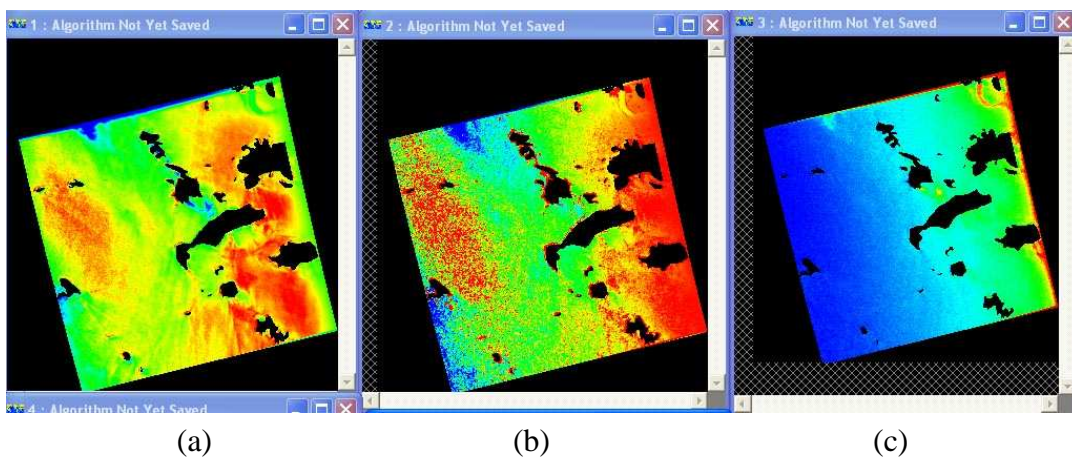 1 : Algorithm Not Yet Saved
2 : Algorithm Not Yet Saved
3 : Algorithm Not Yet Saved
4 : Algorithm Not Yet Saved
(a)
(b)
(c)